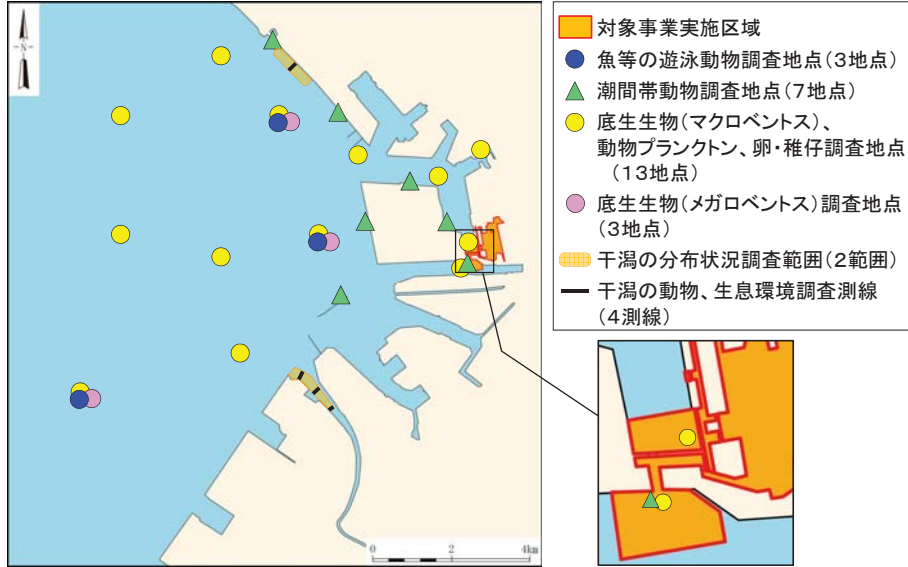 N
対象事業実施区域
魚等の遊泳動物調査地点(3地点)
潮間帯動物調査地点(7地点)
底生生物(マクロベントス)、
動物プランクトン、卵・稚仔調査地点
(13地点)
底生生物(メガロベントス)調査地点
(3地点)
干潟の分布状況調査範囲(2範囲)
干潟の動物、生息環境調査測線
(4測線)
0 2 4km